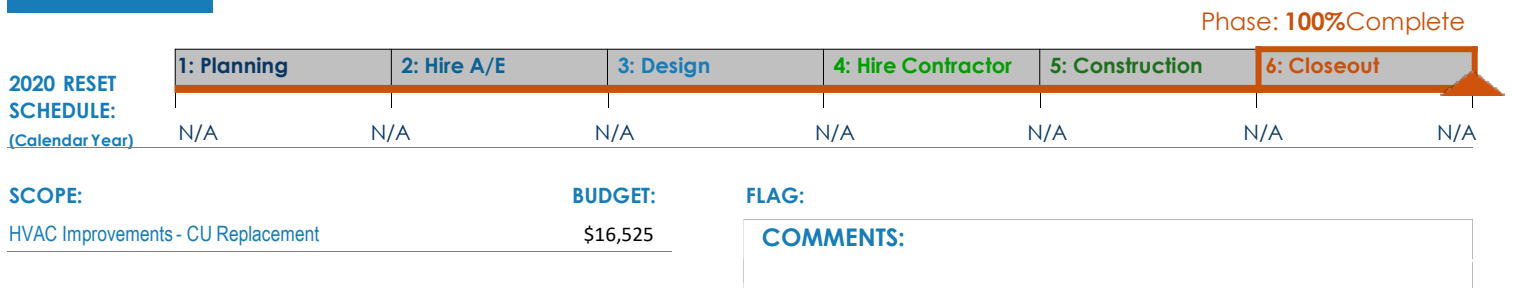 Phase: 100%Complete
1: Planning 2: Hire A/E 3: Design 4: Hire Contractor 5: Construction 6: Closeout
2020 RESET
SCHEDULE:
(Calendar Year)
N/A N/A N/A N/A N/A N/A N/A
SCOPE: BUDGET: FLAG:
HVAC Improvements - CU Replacement $16,525
COMMENTS: